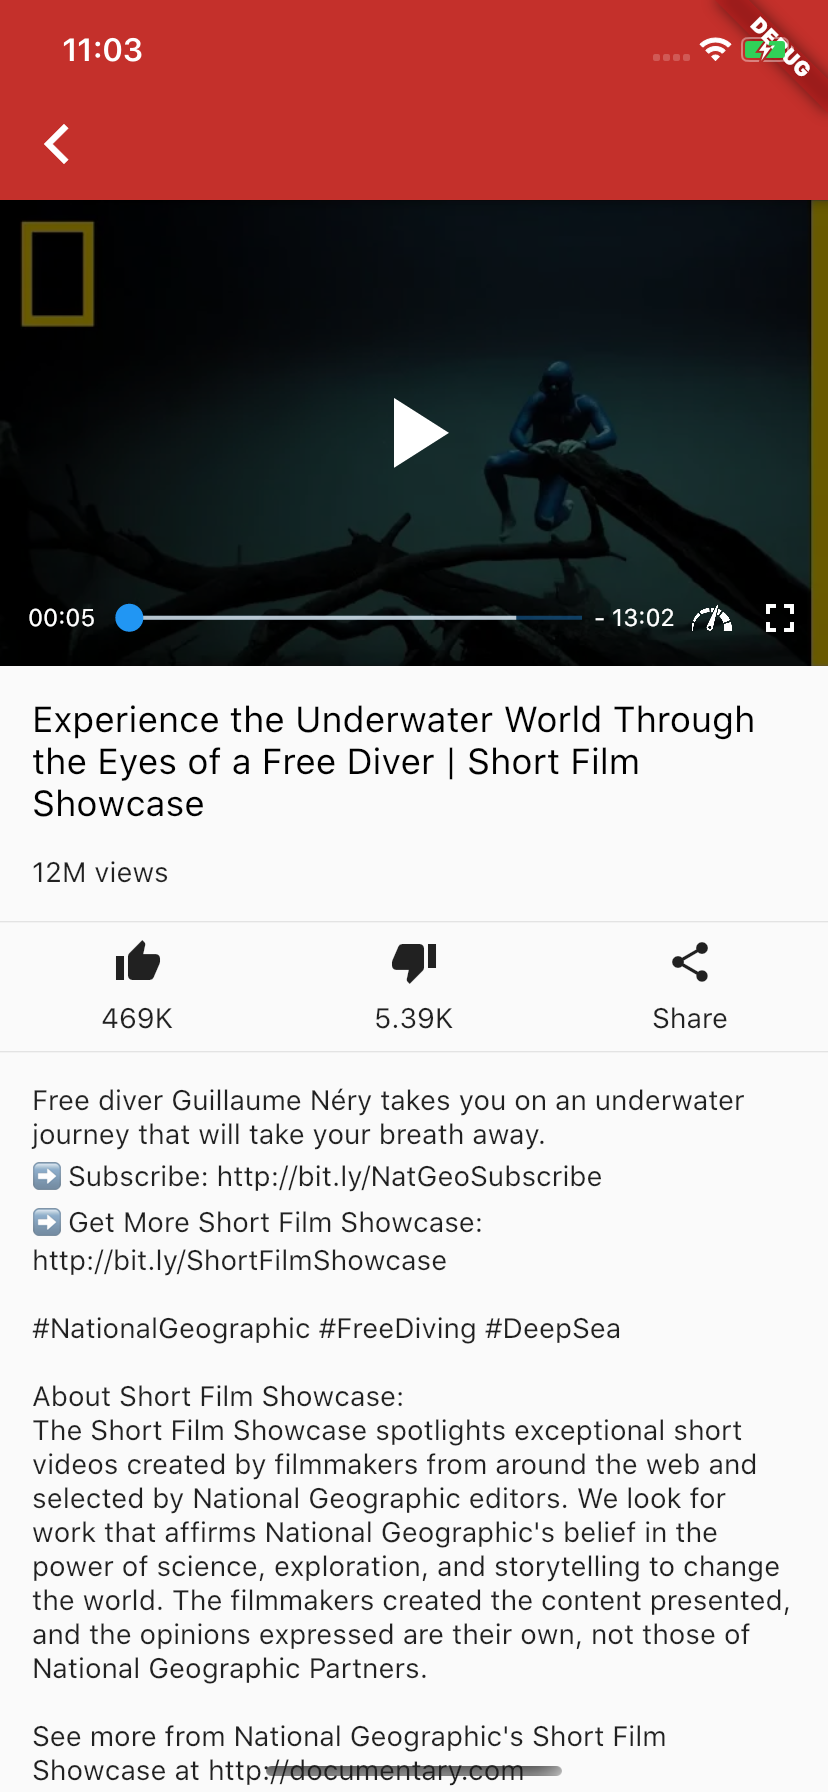 11:03
DEBUG
00:05
- 13:02
Experience the Underwater World Through
the Eyes of a Free Diver | Short Film
Showcase
12M views
469K
5.39K
Share
Free diver Guillaume Néry takes you on an underwater
journey that will take your breath away.
➡️ Subscribe: http://bit.ly/NatGeoSubscribe
➡️ Get More Short Film Showcase:
http://bit.ly/ShortFilmShowcase
#NationalGeographic #FreeDiving #DeepSea
About Short Film Showcase:
The Short Film Showcase spotlights exceptional short
videos created by filmmakers from around the web and
selected by National Geographic editors. We look for
work that affirms National Geographic's belief in the
power of science, exploration, and storytelling to change
the world. The filmmakers created the content presented,
and the opinions expressed are their own, not those of
National Geographic Partners.
See more from National Geographic's Short Film
Showcase at http://documentary.com